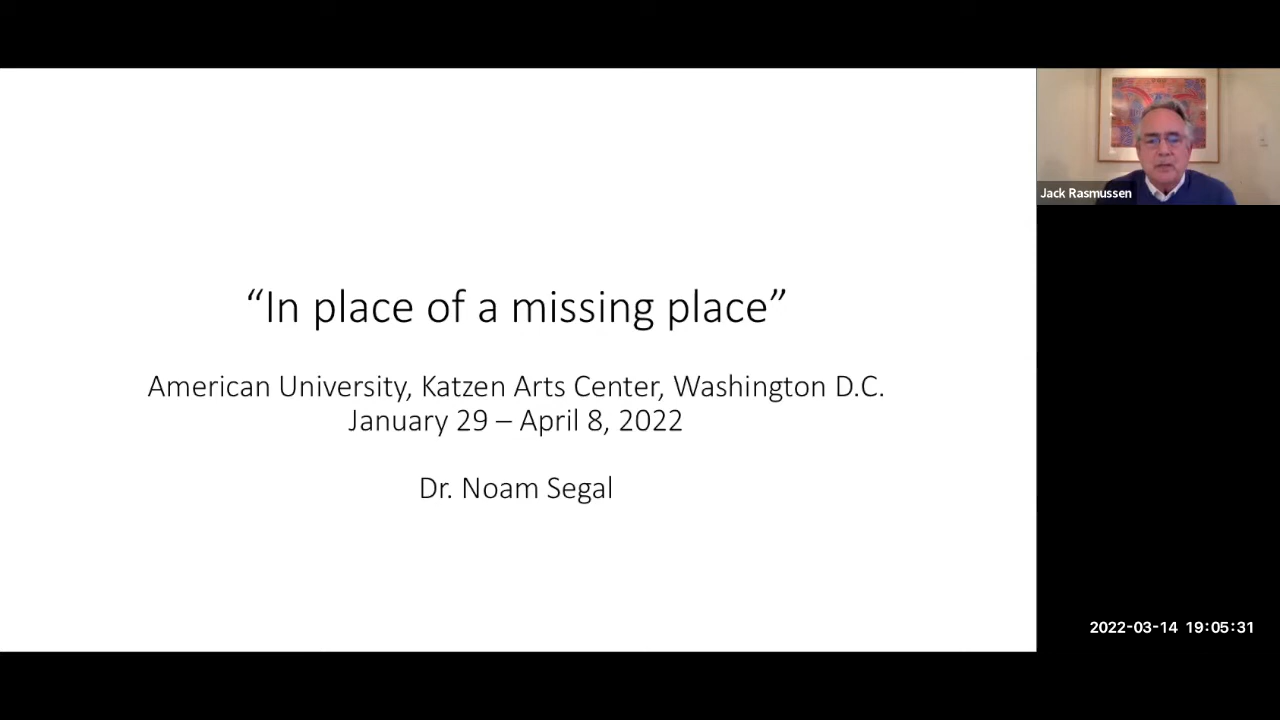 “In place of a missing place”
American University, Katzen Arts Center, Washington D.C.
January 29 – April 8, 2022
Dr. Noam Segal
Jack Rasmussen
2022-03-14 19:05:31